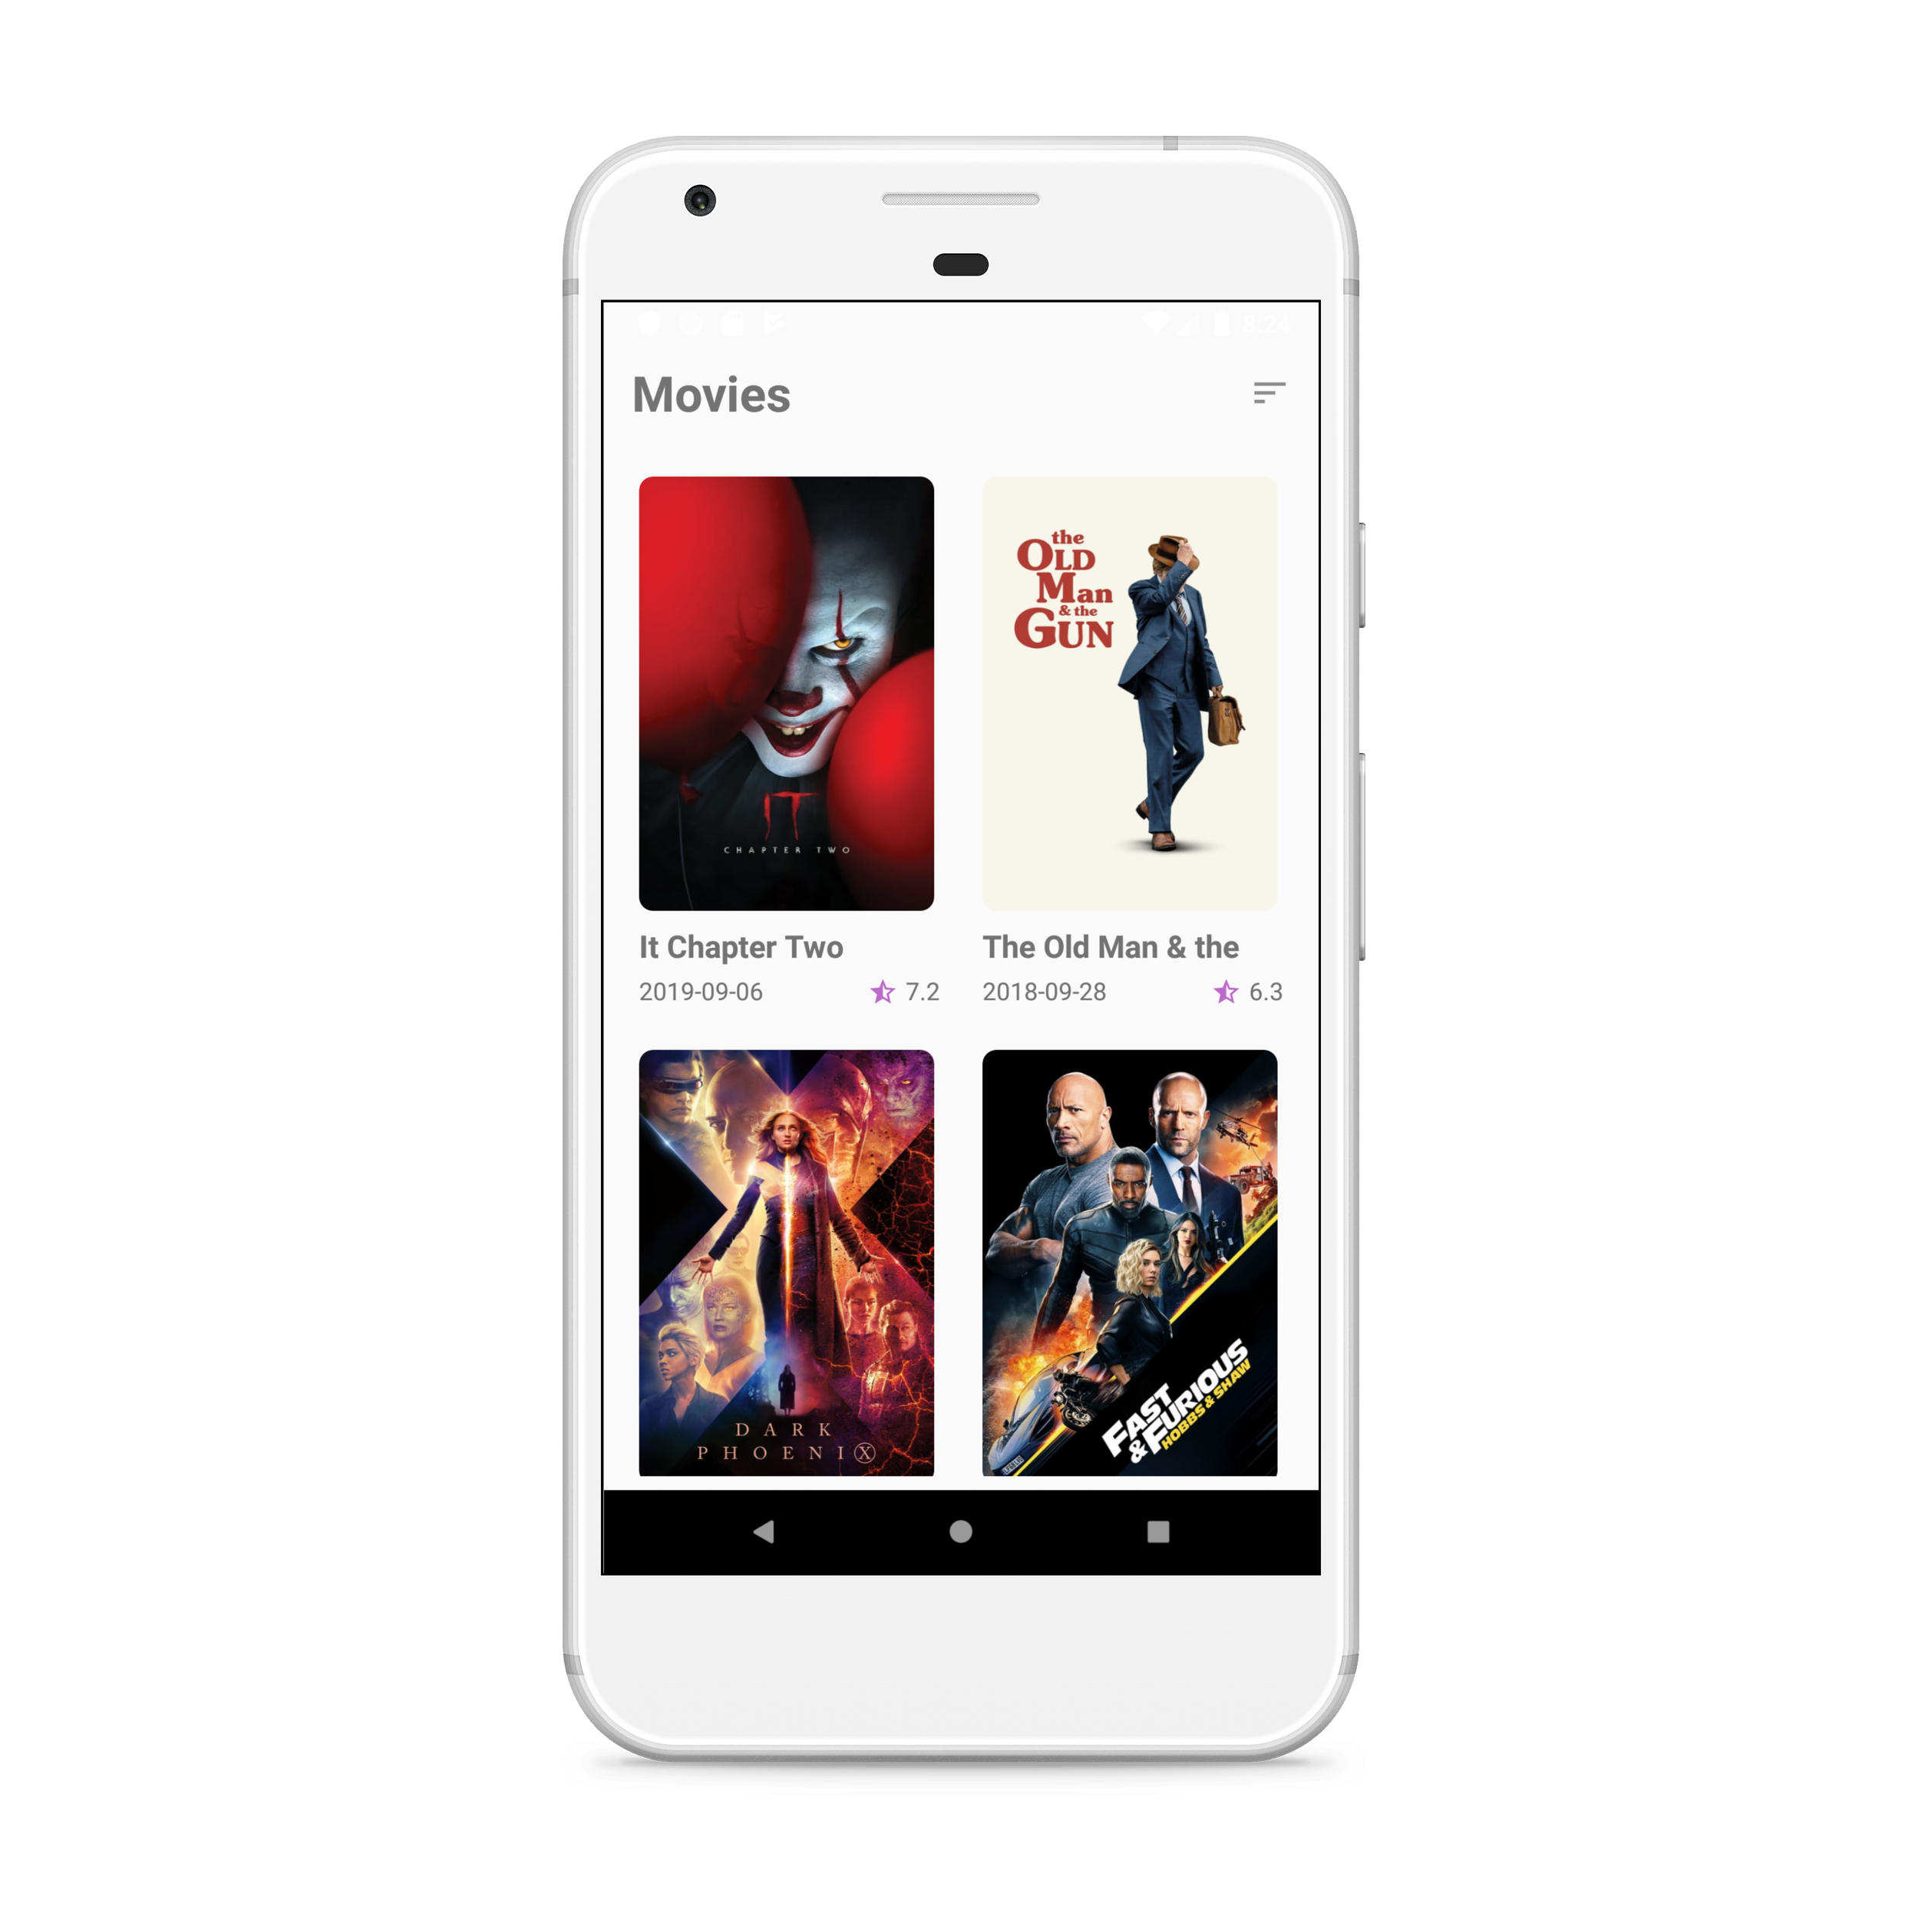 8:24
Movies
the
OLD
Man
& the
GUN
IT
CHAPTER TWO
It Chapter Two
2019-09-06
7.2
The Old Man & the
2018-09-28
6.3
DARK
PHOENIX
FAST
& FURIOUS
HOBBS & SHAW